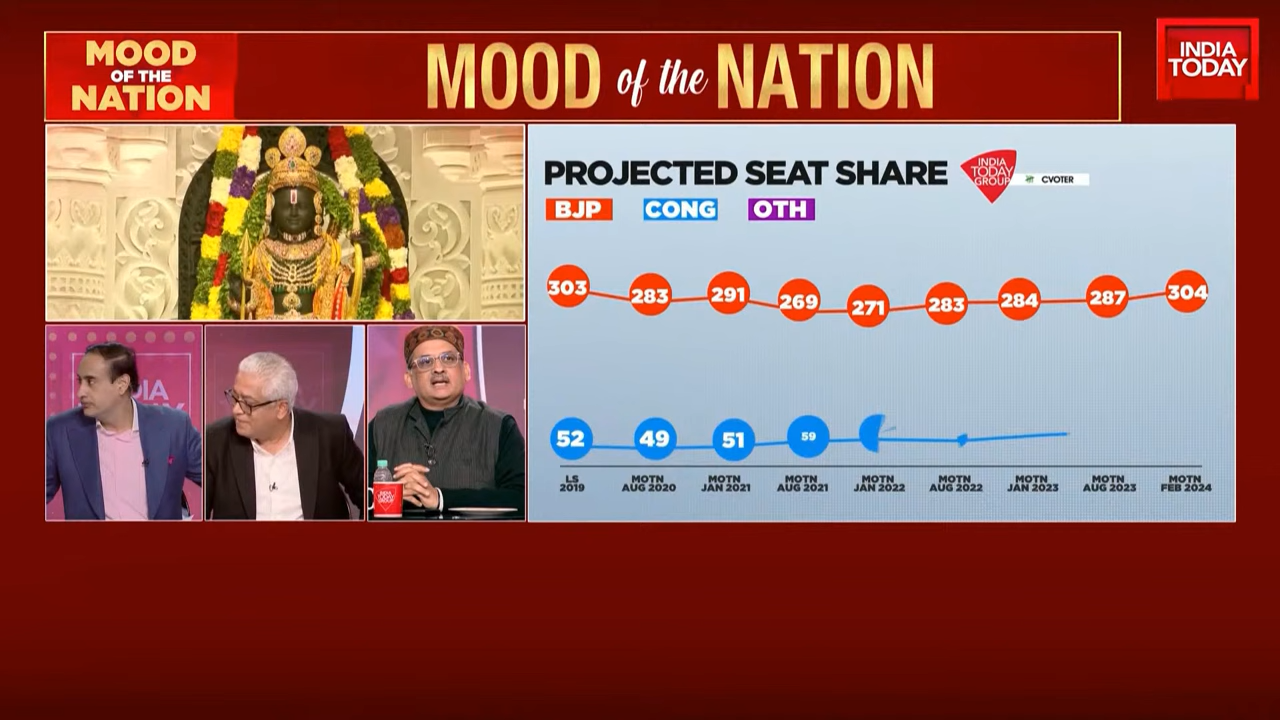 MOOD
OF THE
NATION
MOOD of the NATION
INDIA
TODAY
PROJECTED SEAT SHARE
INDIA
TODAY
GROUP
CVOTER
BJP CONG OTH
303 283 291 269 271 283 284 287 304
52 49 51 59
LS
2019
MOTN
AUG 2020
MOTN
JAN 2021
MOTN
AUG 2021
MOTN
JAN 2022
MOTN
AUG 2022
MOTN
JAN 2023
MOTN
AUG 2023
MOTN
FEB 2024
INDIA
TODAY
GROUP